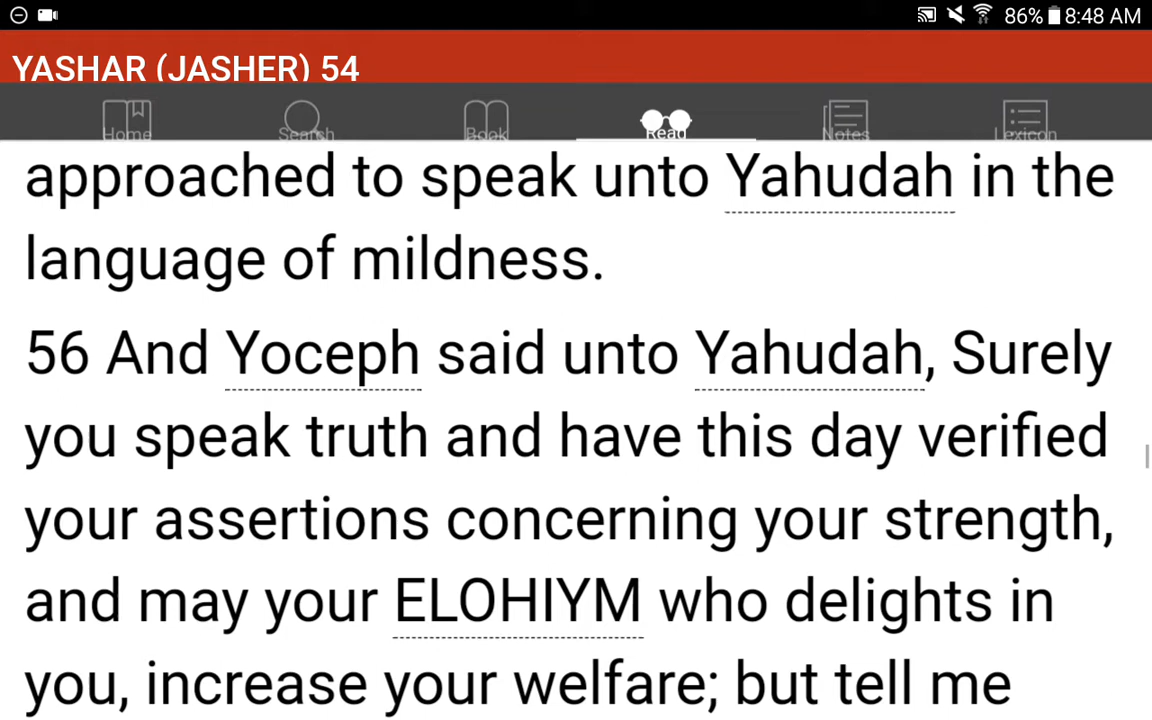 86% 8:48 AM
YASHAR (JASHER) 54
Home Search Book Read Notes Lexicon
approached to speak unto Yahudah in the
language of mildness.
56 And Yoceph said unto Yahudah, Surely
you speak truth and have this day verified
your assertions concerning your strength,
and may your ELOHIYM who delights in
you, increase your welfare; but tell me